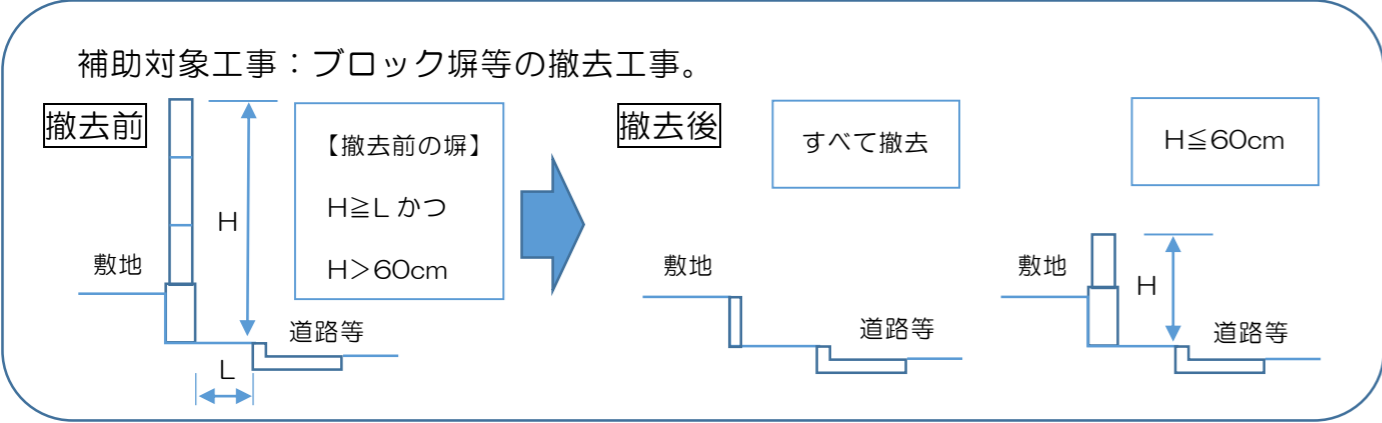 補助対象工事：ブロック塀等の撤去工事。
撤去前
H
敷地
道路等
L
【撤去前の塀】
H≧L かつ
H＞60cm
撤去後
すべて撤去
敷地
道路等
H≦60cm
敷地
H
道路等